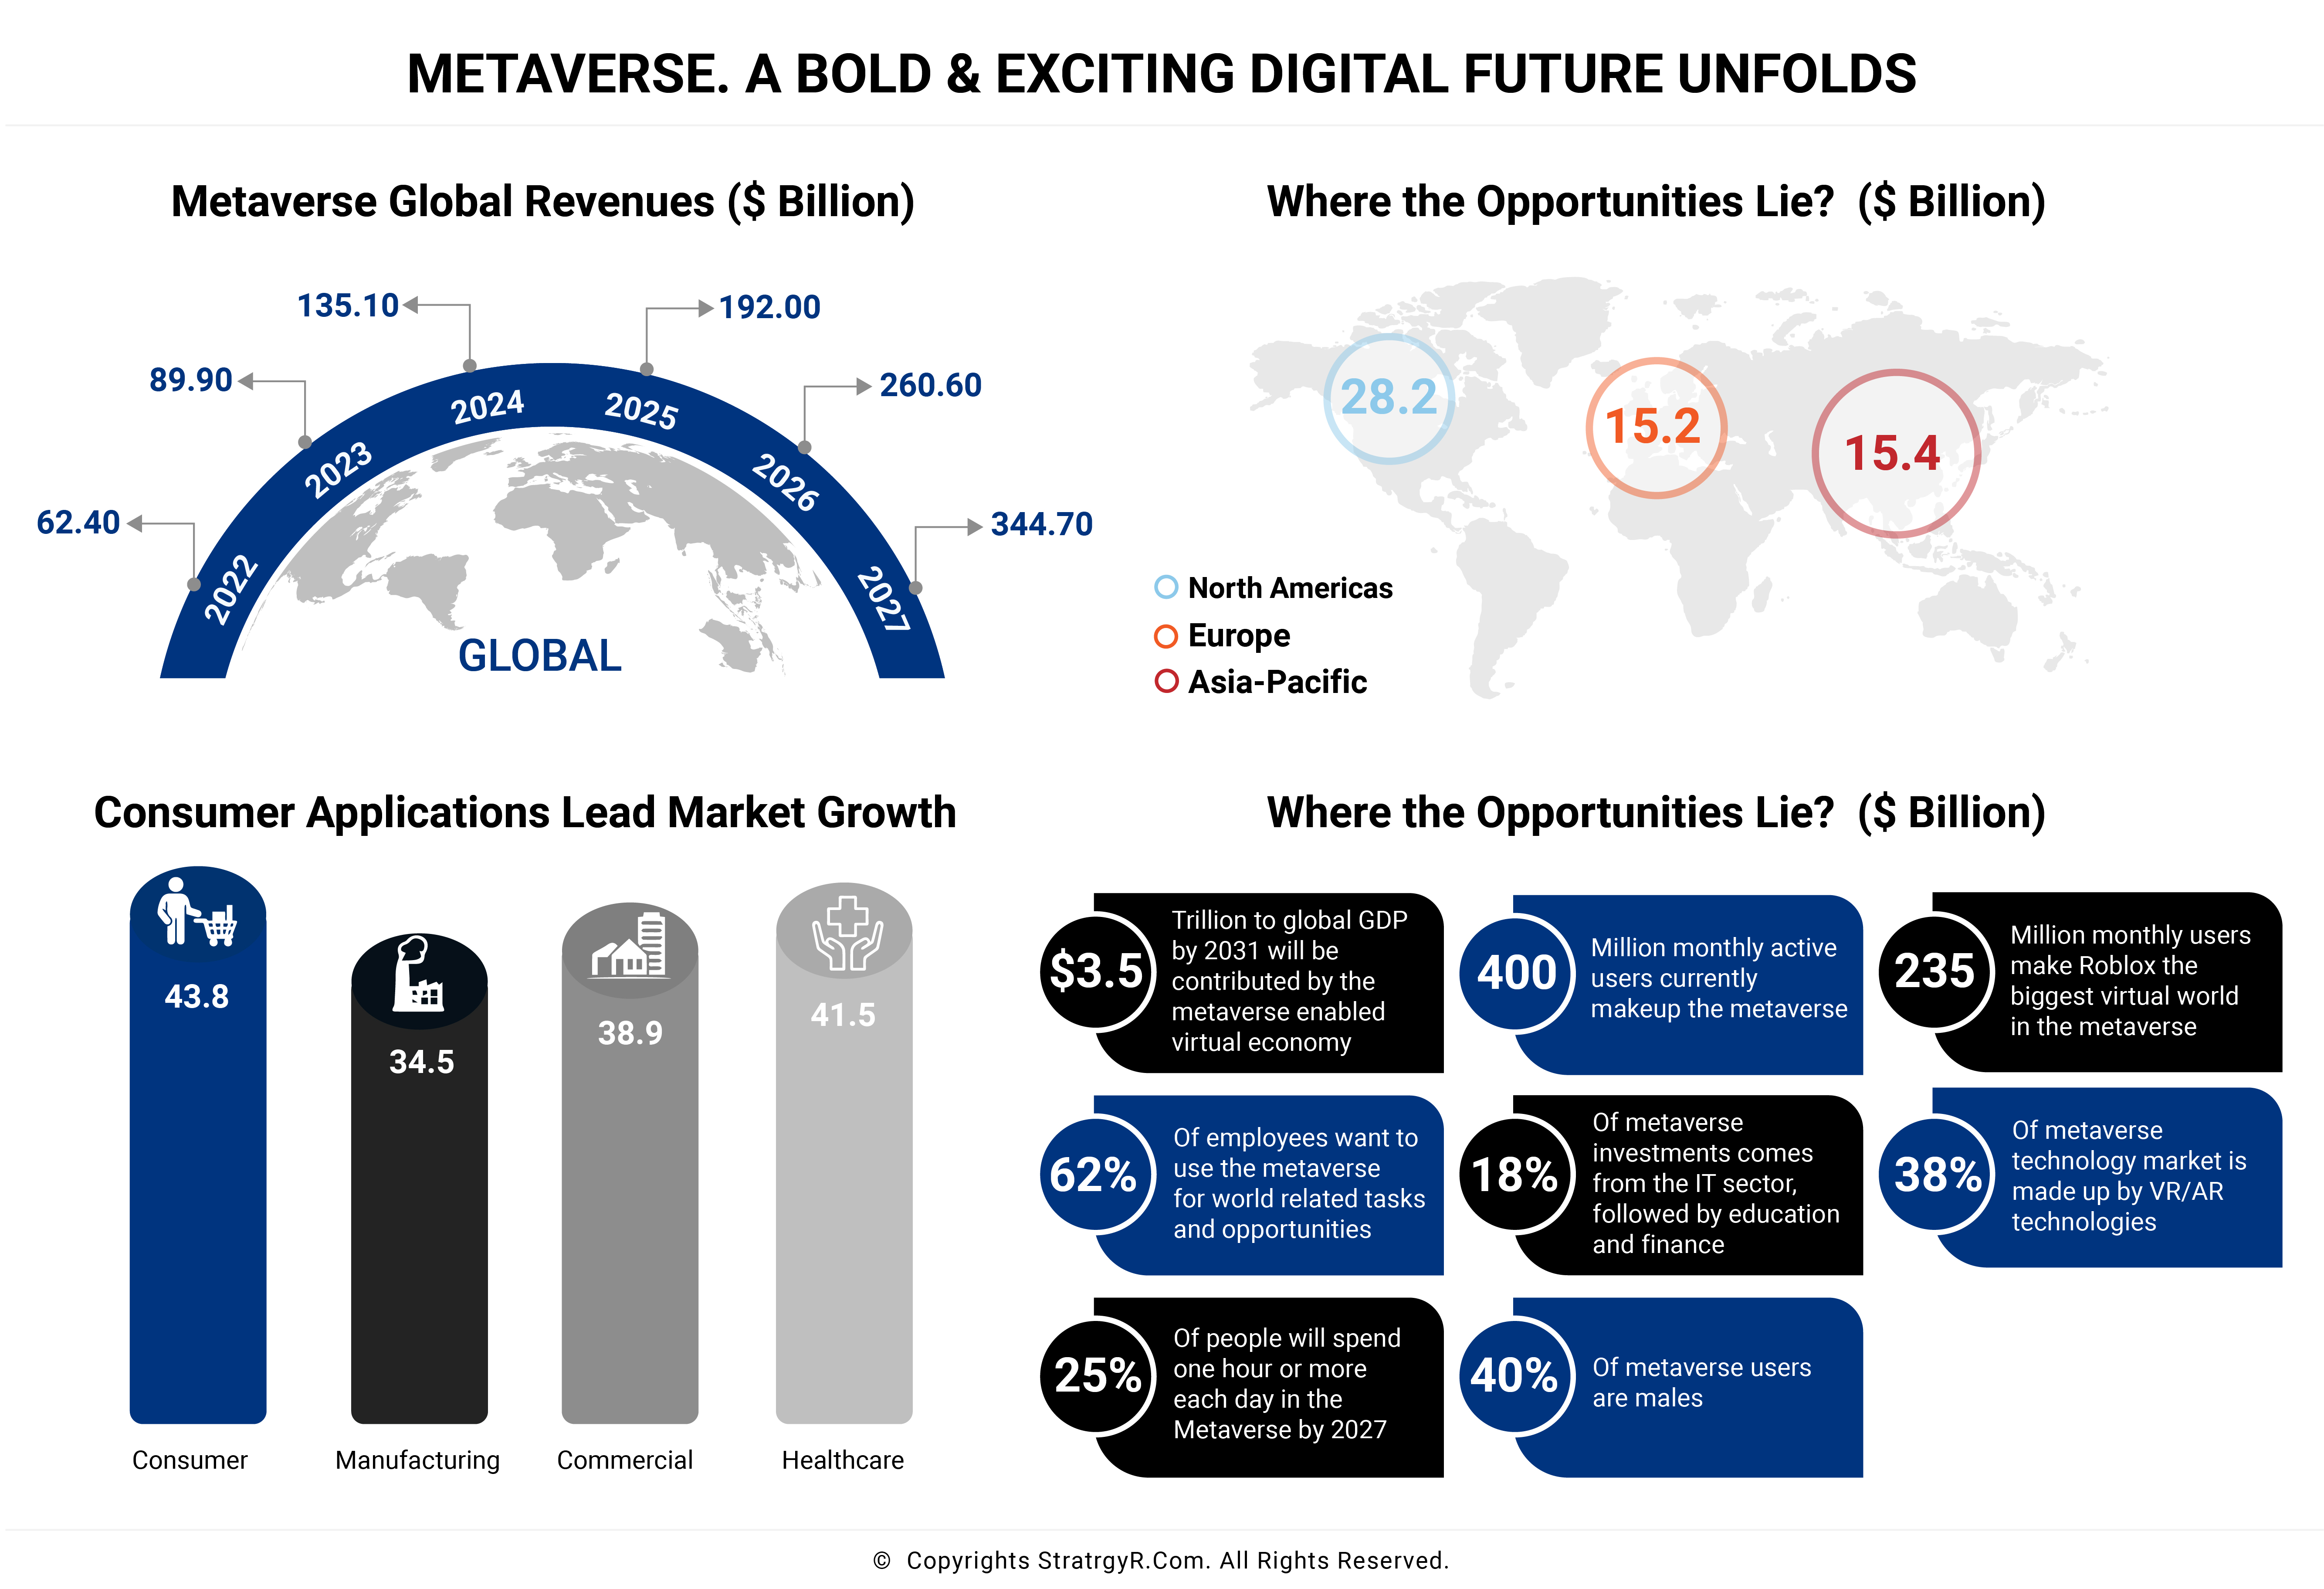 METAVERSE. A BOLD & EXCITING DIGITAL FUTURE UNFOLDS
Metaverse Global Revenues ($ Billion)
135.10
192.00
89.90
260.60
62.40
344.70
2022
2023
2024
2025
2026
2027
GLOBAL
Where the Opportunities Lie? ($ Billion)
28.2
15.2
15.4
North Americas
Europe
Asia-Pacific
Consumer Applications Lead Market Growth
43.8
34.5
38.9
41.5
Consumer
Manufacturing
Commercial
Healthcare
Where the Opportunities Lie? ($ Billion)
$3.5
Trillion to global GDP
by 2031 will be
contributed by the
metaverse enabled
virtual economy
400
Million monthly active
users currently
makeup the metaverse
235
Million monthly users
make Roblox the
biggest virtual world
in the metaverse
62%
Of employees want to
use the metaverse
for world related tasks
and opportunities
18%
Of metaverse
investments comes
from the IT sector,
followed by education
and finance
38%
Of metaverse
technology market is
made up by VR/AR
technologies
25%
Of people will spend
one hour or more
each day in the
Metaverse by 2027
40%
Of metaverse users
are males
© Copyrights StratrgyR.Com. All Rights Reserved.